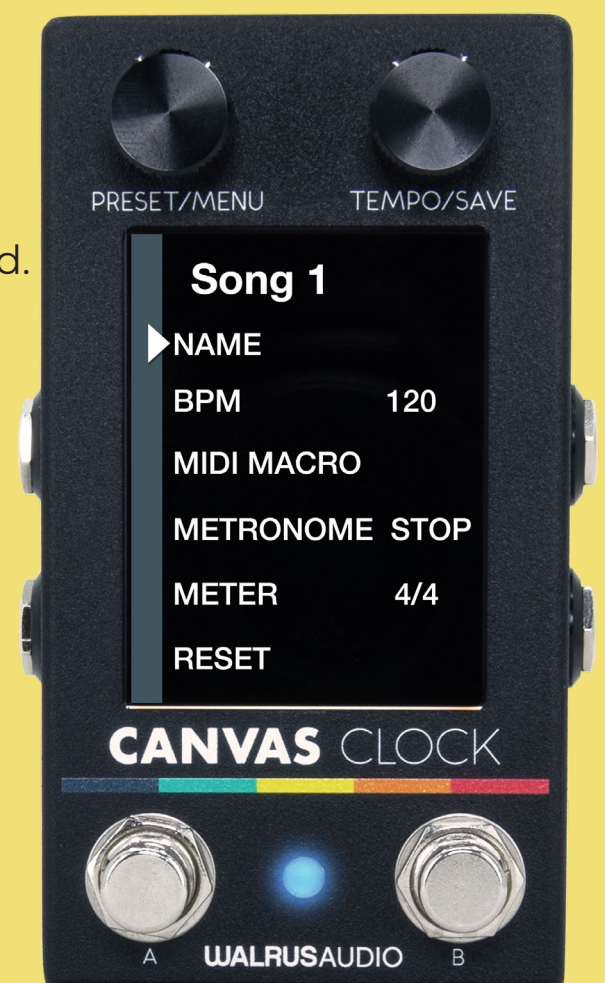 PRESET/MENU TEMPO/SAVE
d.
Song 1
NAME
BPM 120
MIDI MACRO
METRONOME STOP
METER 4/4
RESET
CANVAS CLOCK
A WALRUSAUDIO B